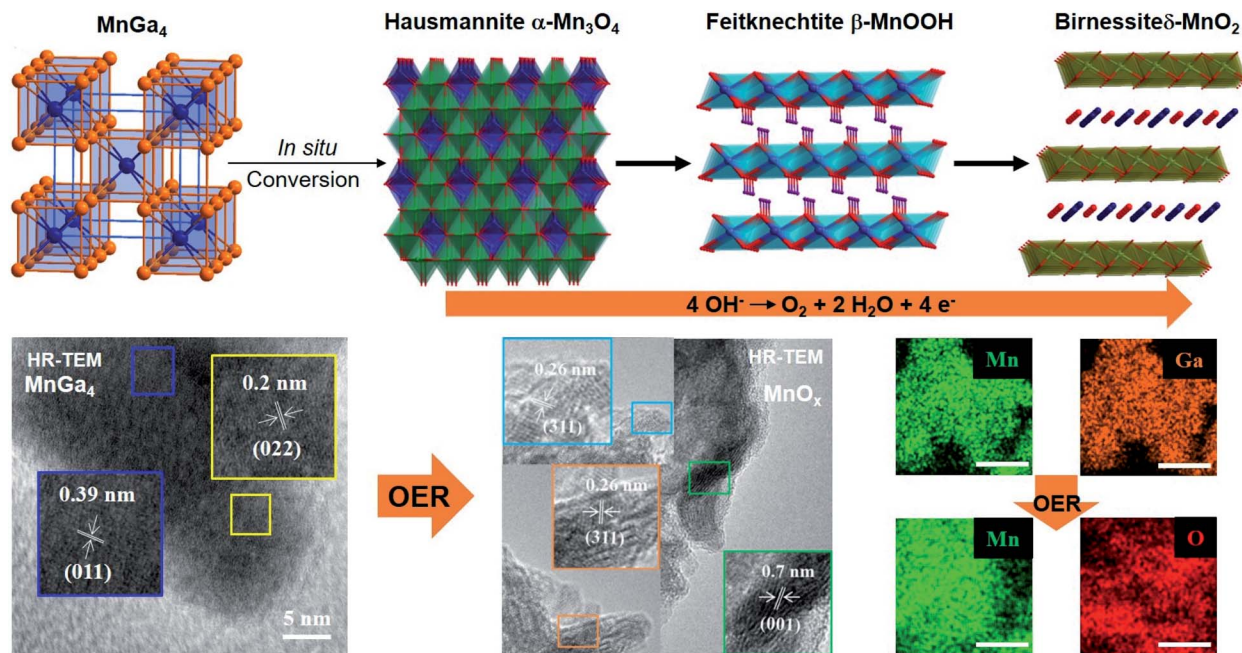 MnGa₄
Hausmannite α-Mn₃O₄
Feitknechtite β-MnOOH
Birnessiteδ-MnO₂
In situ
Conversion
4 OH⁻ → O₂ + 2 H₂O + 4 e⁻
HR-TEM
MnGa₄
0.2 nm
(022)
0.39 nm
(011)
5 nm
OER
HR-TEM
MnOₓ
0.26 nm
(311)
0.26 nm
(311)
0.7 nm
(001)
Mn
Ga
OER
Mn
O